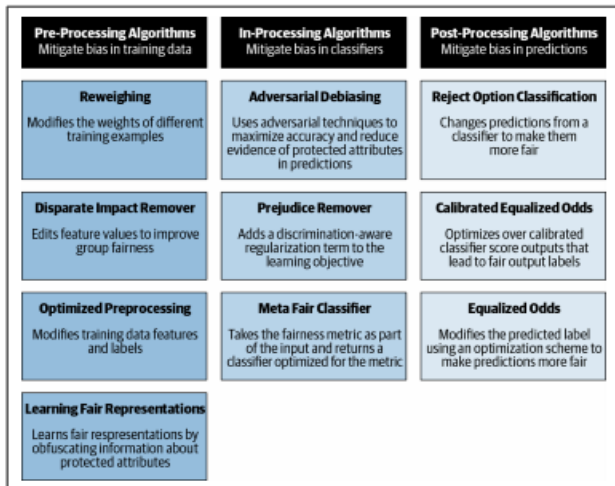 Pre-Processing Algorithms
Mitigate bias in training data
Reweighing
Modifies the weights of different
training examples
Disparate Impact Remover
Edits feature values to improve
group fairness
Optimized Preprocessing
Modifies training data features
and labels
Learning Fair Representations
Learns fair respresentations by
obfuscating information about
protected attributes
In-Processing Algorithms
Mitigate bias in classifiers
Adversarial Debiasing
Uses adversarial techniques to
maximize accuracy and reduce
evidence of protected attributes
in predictions
Prejudice Remover
Adds a discrimination-aware
regularization term to the
learning objective
Meta Fair Classifier
Takes the fairness metric as part
of the input and returns a
classifier optimized for the metric
Post-Processing Algorithms
Mitigate bias in predictions
Reject Option Classification
Changes predictions from a
classifier to make them
more fair
Calibrated Equalized Odds
Optimizes over calibrated
classifier score outputs that
lead to fair output labels
Equalized Odds
Modifies the predicted label
using an optimization scheme to
make predictions more fair